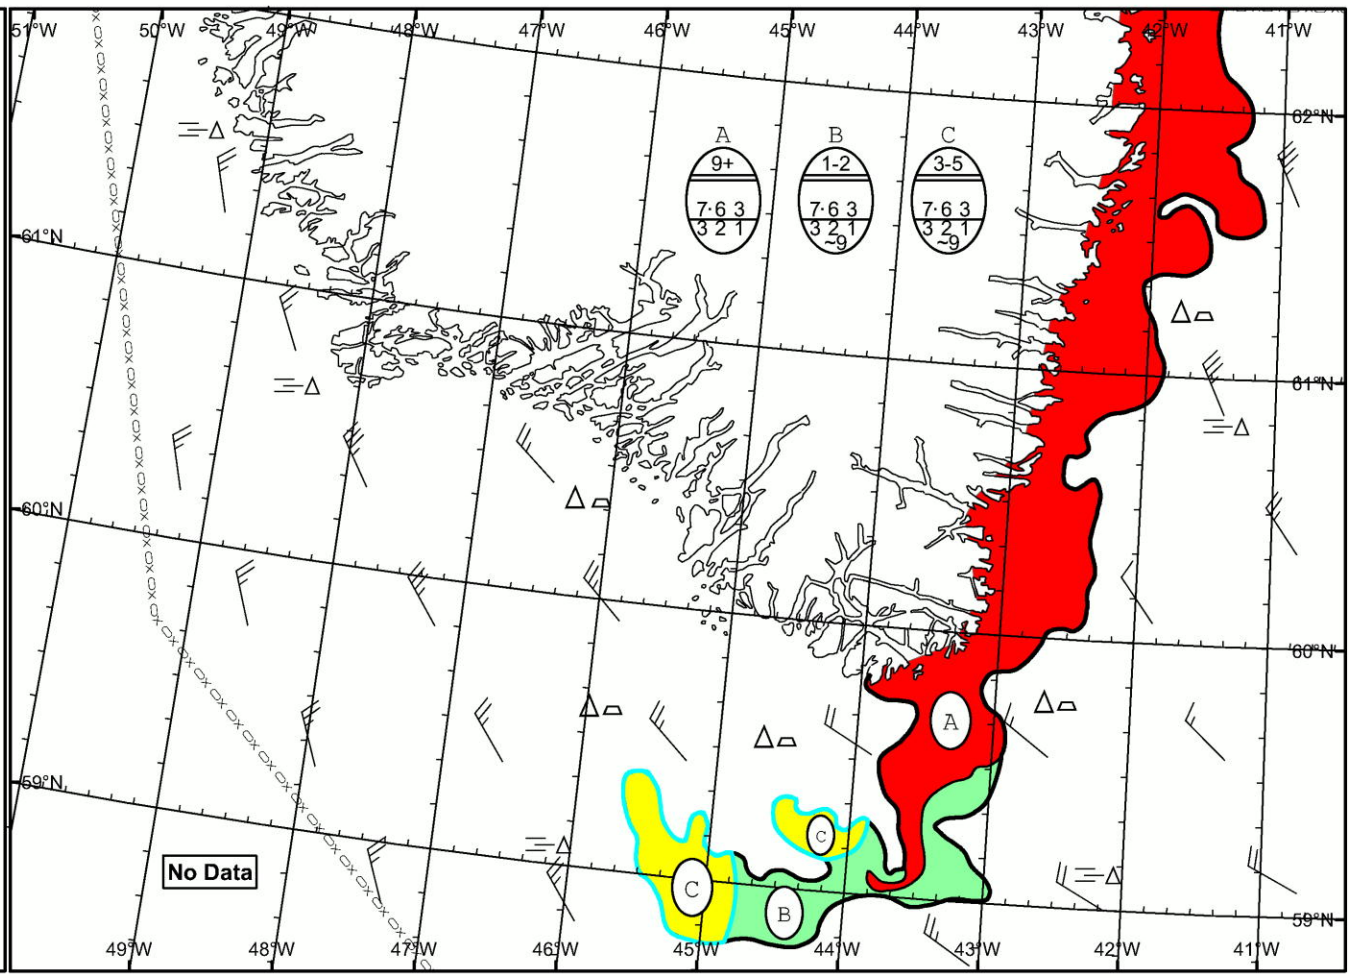 51°W 50°W 49°W 48°W 47°W 46°W 45°W 44°W 43°W 42°W 41°W
62°N
A B C
9+ 1-2 3-5
7·6 3 7·6 3 7·6 3
3 2 1 3 2 1 3 2 1
~9 ~9
61°N
61°N
60°N
60°N
A
59°N
C
No Data
C
B
59°N
49°W 48°W 47°W 46°W 45°W 44°W 43°W 42°W 41°W